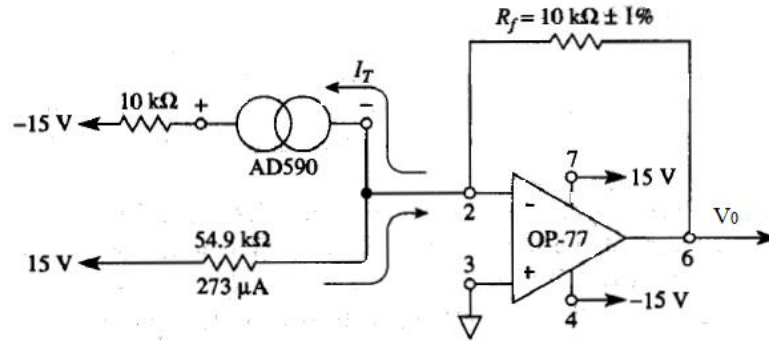 R_f = 10 kΩ ± 1%
I_T
10 kΩ
+
-
–15 V
AD590
7
15 V
2
-
OP-77
V₀
6
54.9 kΩ
15 V
273 μA
3
+
4
–15 V